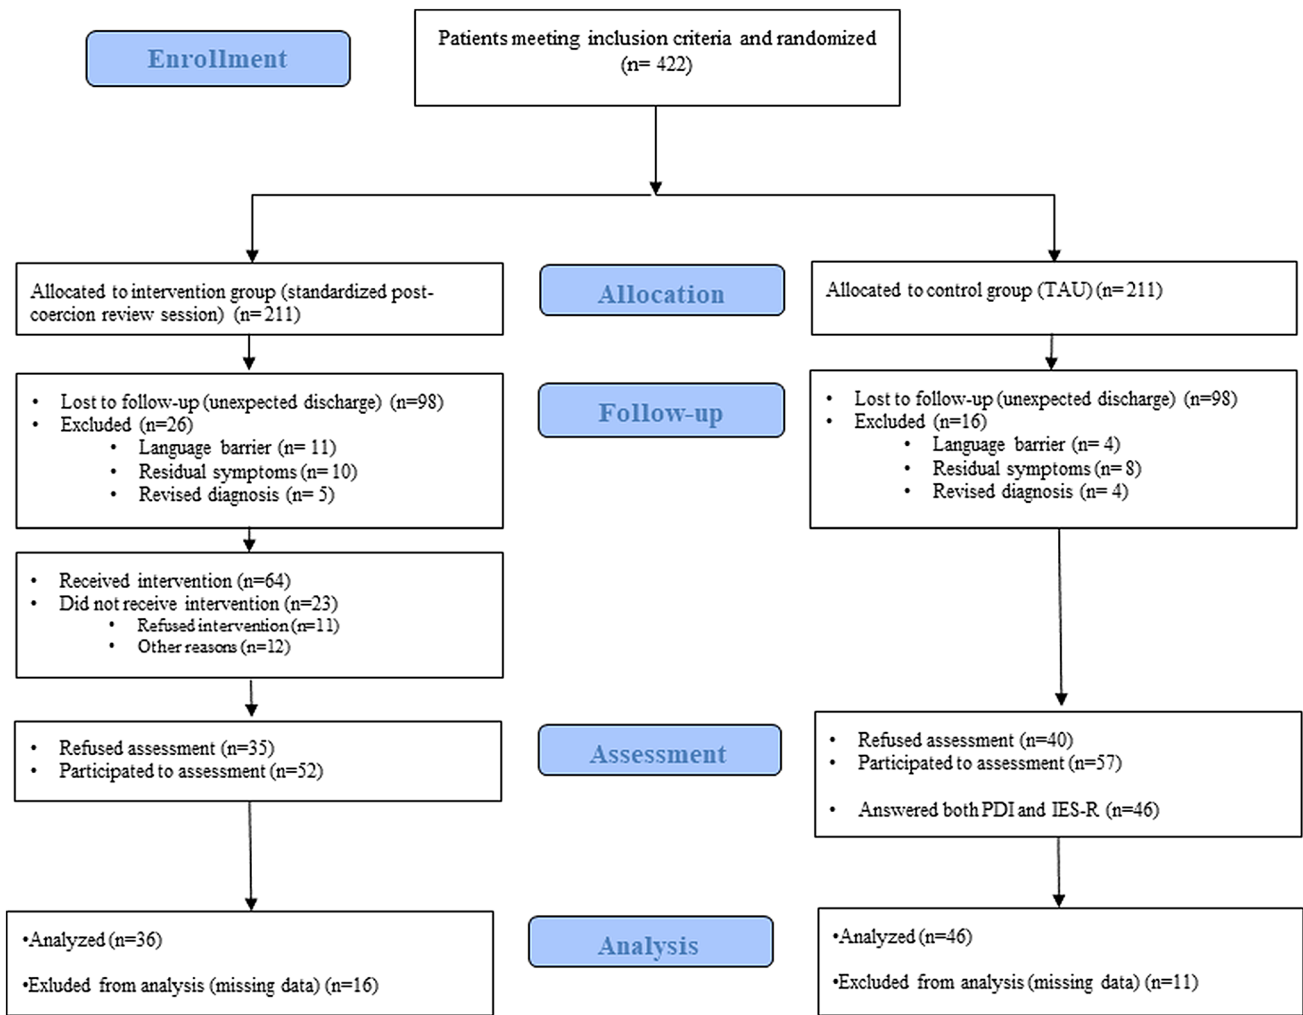 Enrollment
Patients meeting inclusion criteria and randomized
(n= 422)
Allocated to intervention group (standardized post-
coercion review session) (n= 211)
Allocation
Allocated to control group (TAU) (n= 211)
• Lost to follow-up (unexpected discharge) (n=98)
• Excluded (n=26)
• Language barrier (n= 11)
• Residual symptoms (n= 10)
• Revised diagnosis (n= 5)
Follow-up
• Lost to follow-up (unexpected discharge) (n=98)
• Excluded (n=16)
• Language barrier (n= 4)
• Residual symptoms (n= 8)
• Revised diagnosis (n= 4)
• Received intervention (n=64)
• Did not receive intervention (n=23)
• Refused intervention (n=11)
• Other reasons (n=12)
• Refused assessment (n=35)
• Participated to assessment (n=52)
Assessment
• Refused assessment (n=40)
• Participated to assessment (n=57)
• Answered both PDI and IES-R (n=46)
•Analyzed (n=36)
•Exluded from analysis (missing data) (n=16)
Analysis
•Analyzed (n=46)
•Excluded from analysis (missing data) (n=11)